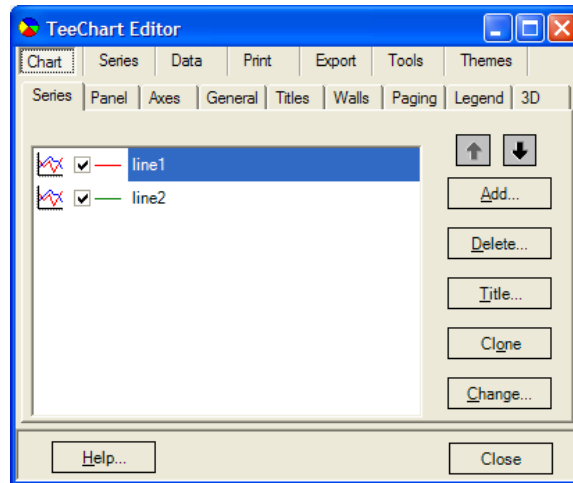 TeeChart Editor
Chart Series Data Print Export Tools Themes
Series Panel Axes General Titles Walls Paging Legend 3D
line1
line2
Add...
Delete...
Title...
Clone
Change...
Help...
Close